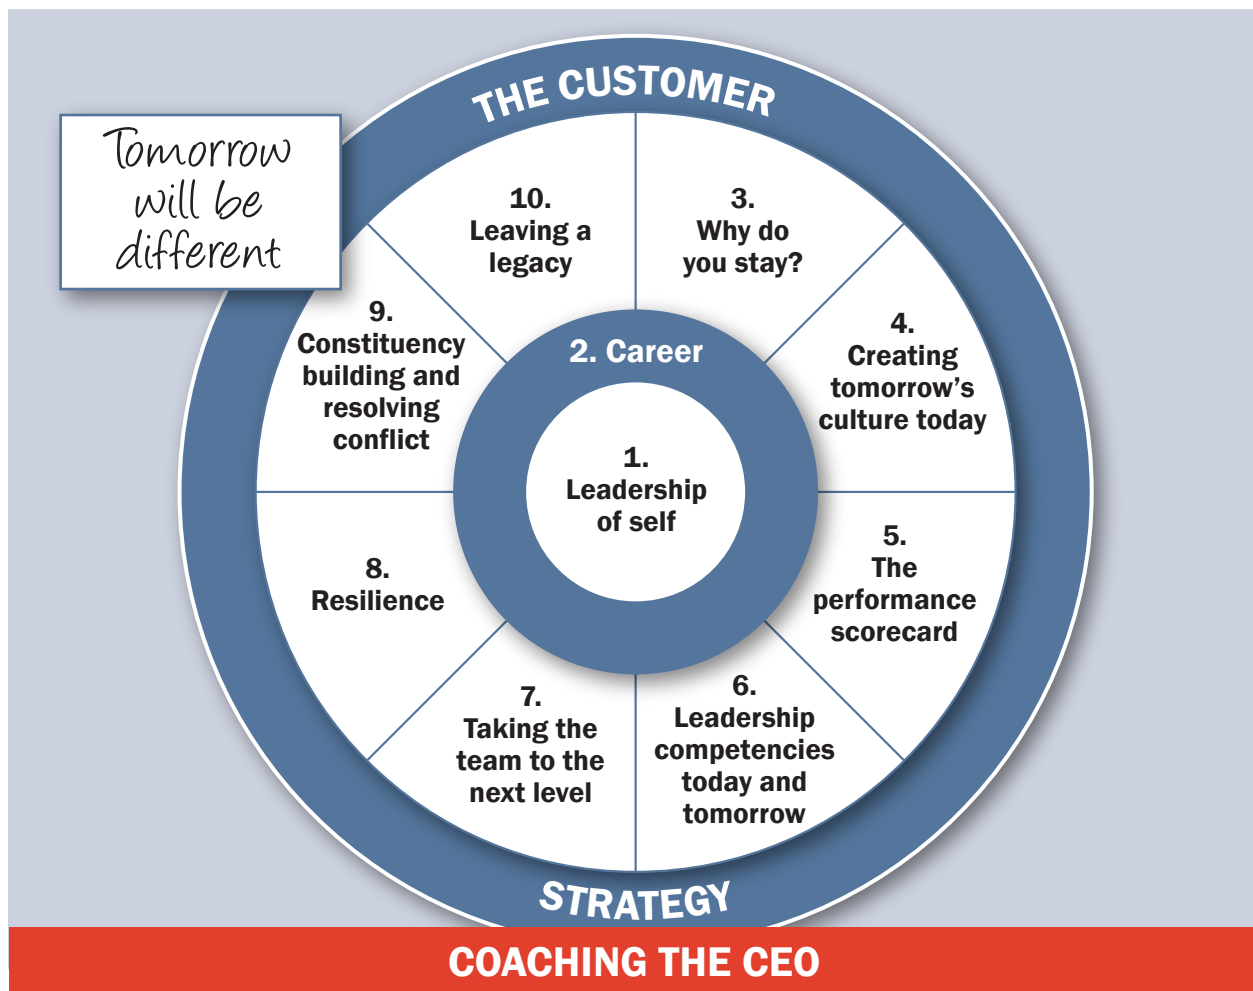 THE CUSTOMER
Tomorrow
will be
different
10.
Leaving a
legacy
3.
Why do
you stay?
9.
Constituency
building and
resolving
conflict
2. Career
4.
Creating
tomorrow’s
culture today
1.
Leadership
of self
8.
Resilience
5.
The
performance
scorecard
7.
Taking the
team to the
next level
6.
Leadership
competencies
today and
tomorrow
STRATEGY
COACHING THE CEO